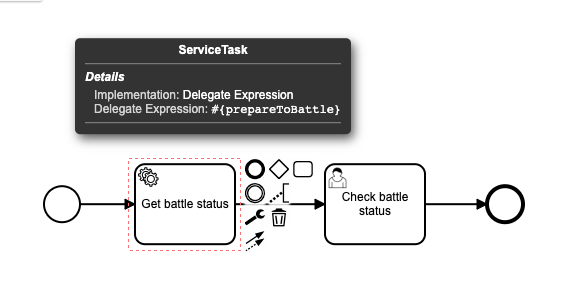 ServiceTask
Details
Implementation: Delegate Expression
Delegate Expression: #{prepareToBattle}
Get battle status
Check battle
status